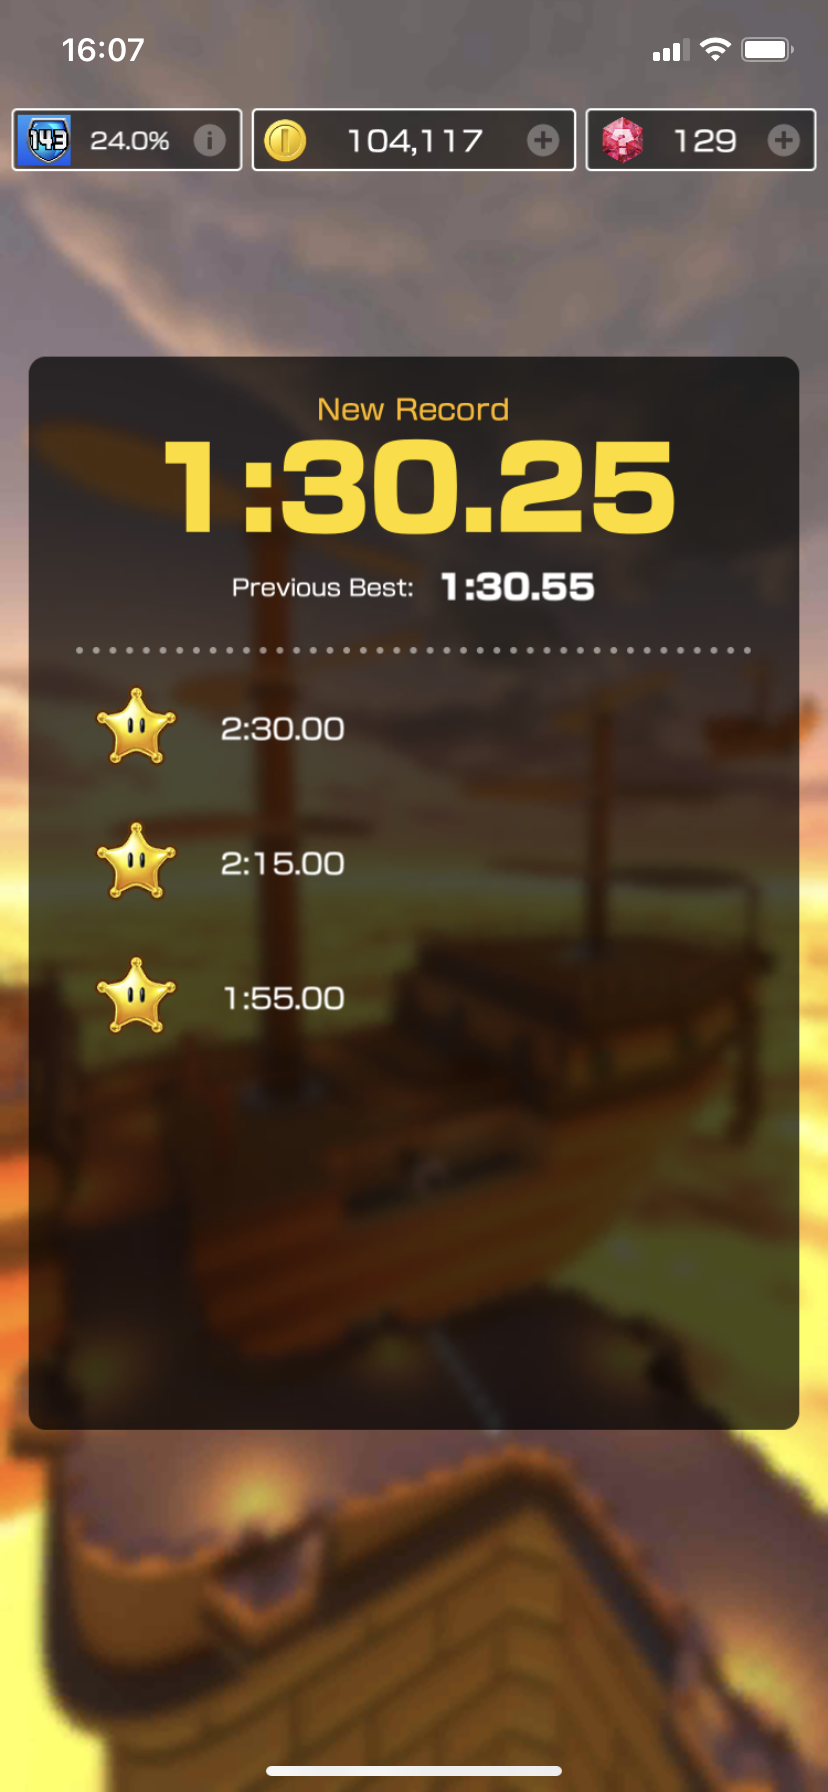 16:07
143 24.0% i 104,117 + ? 129 +
New Record
1:30.25
Previous Best: 1:30.55
2:30.00
2:15.00
1:55.00